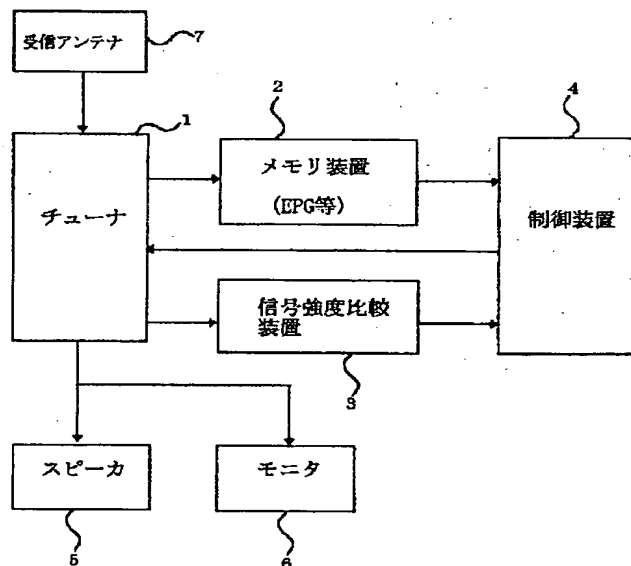 受信アンテナ
7
1
2
4
チューナ
メモリ装置
(EPG等)
制御装置
信号強度比較
装置
3
スピーカ
モニタ
5
6